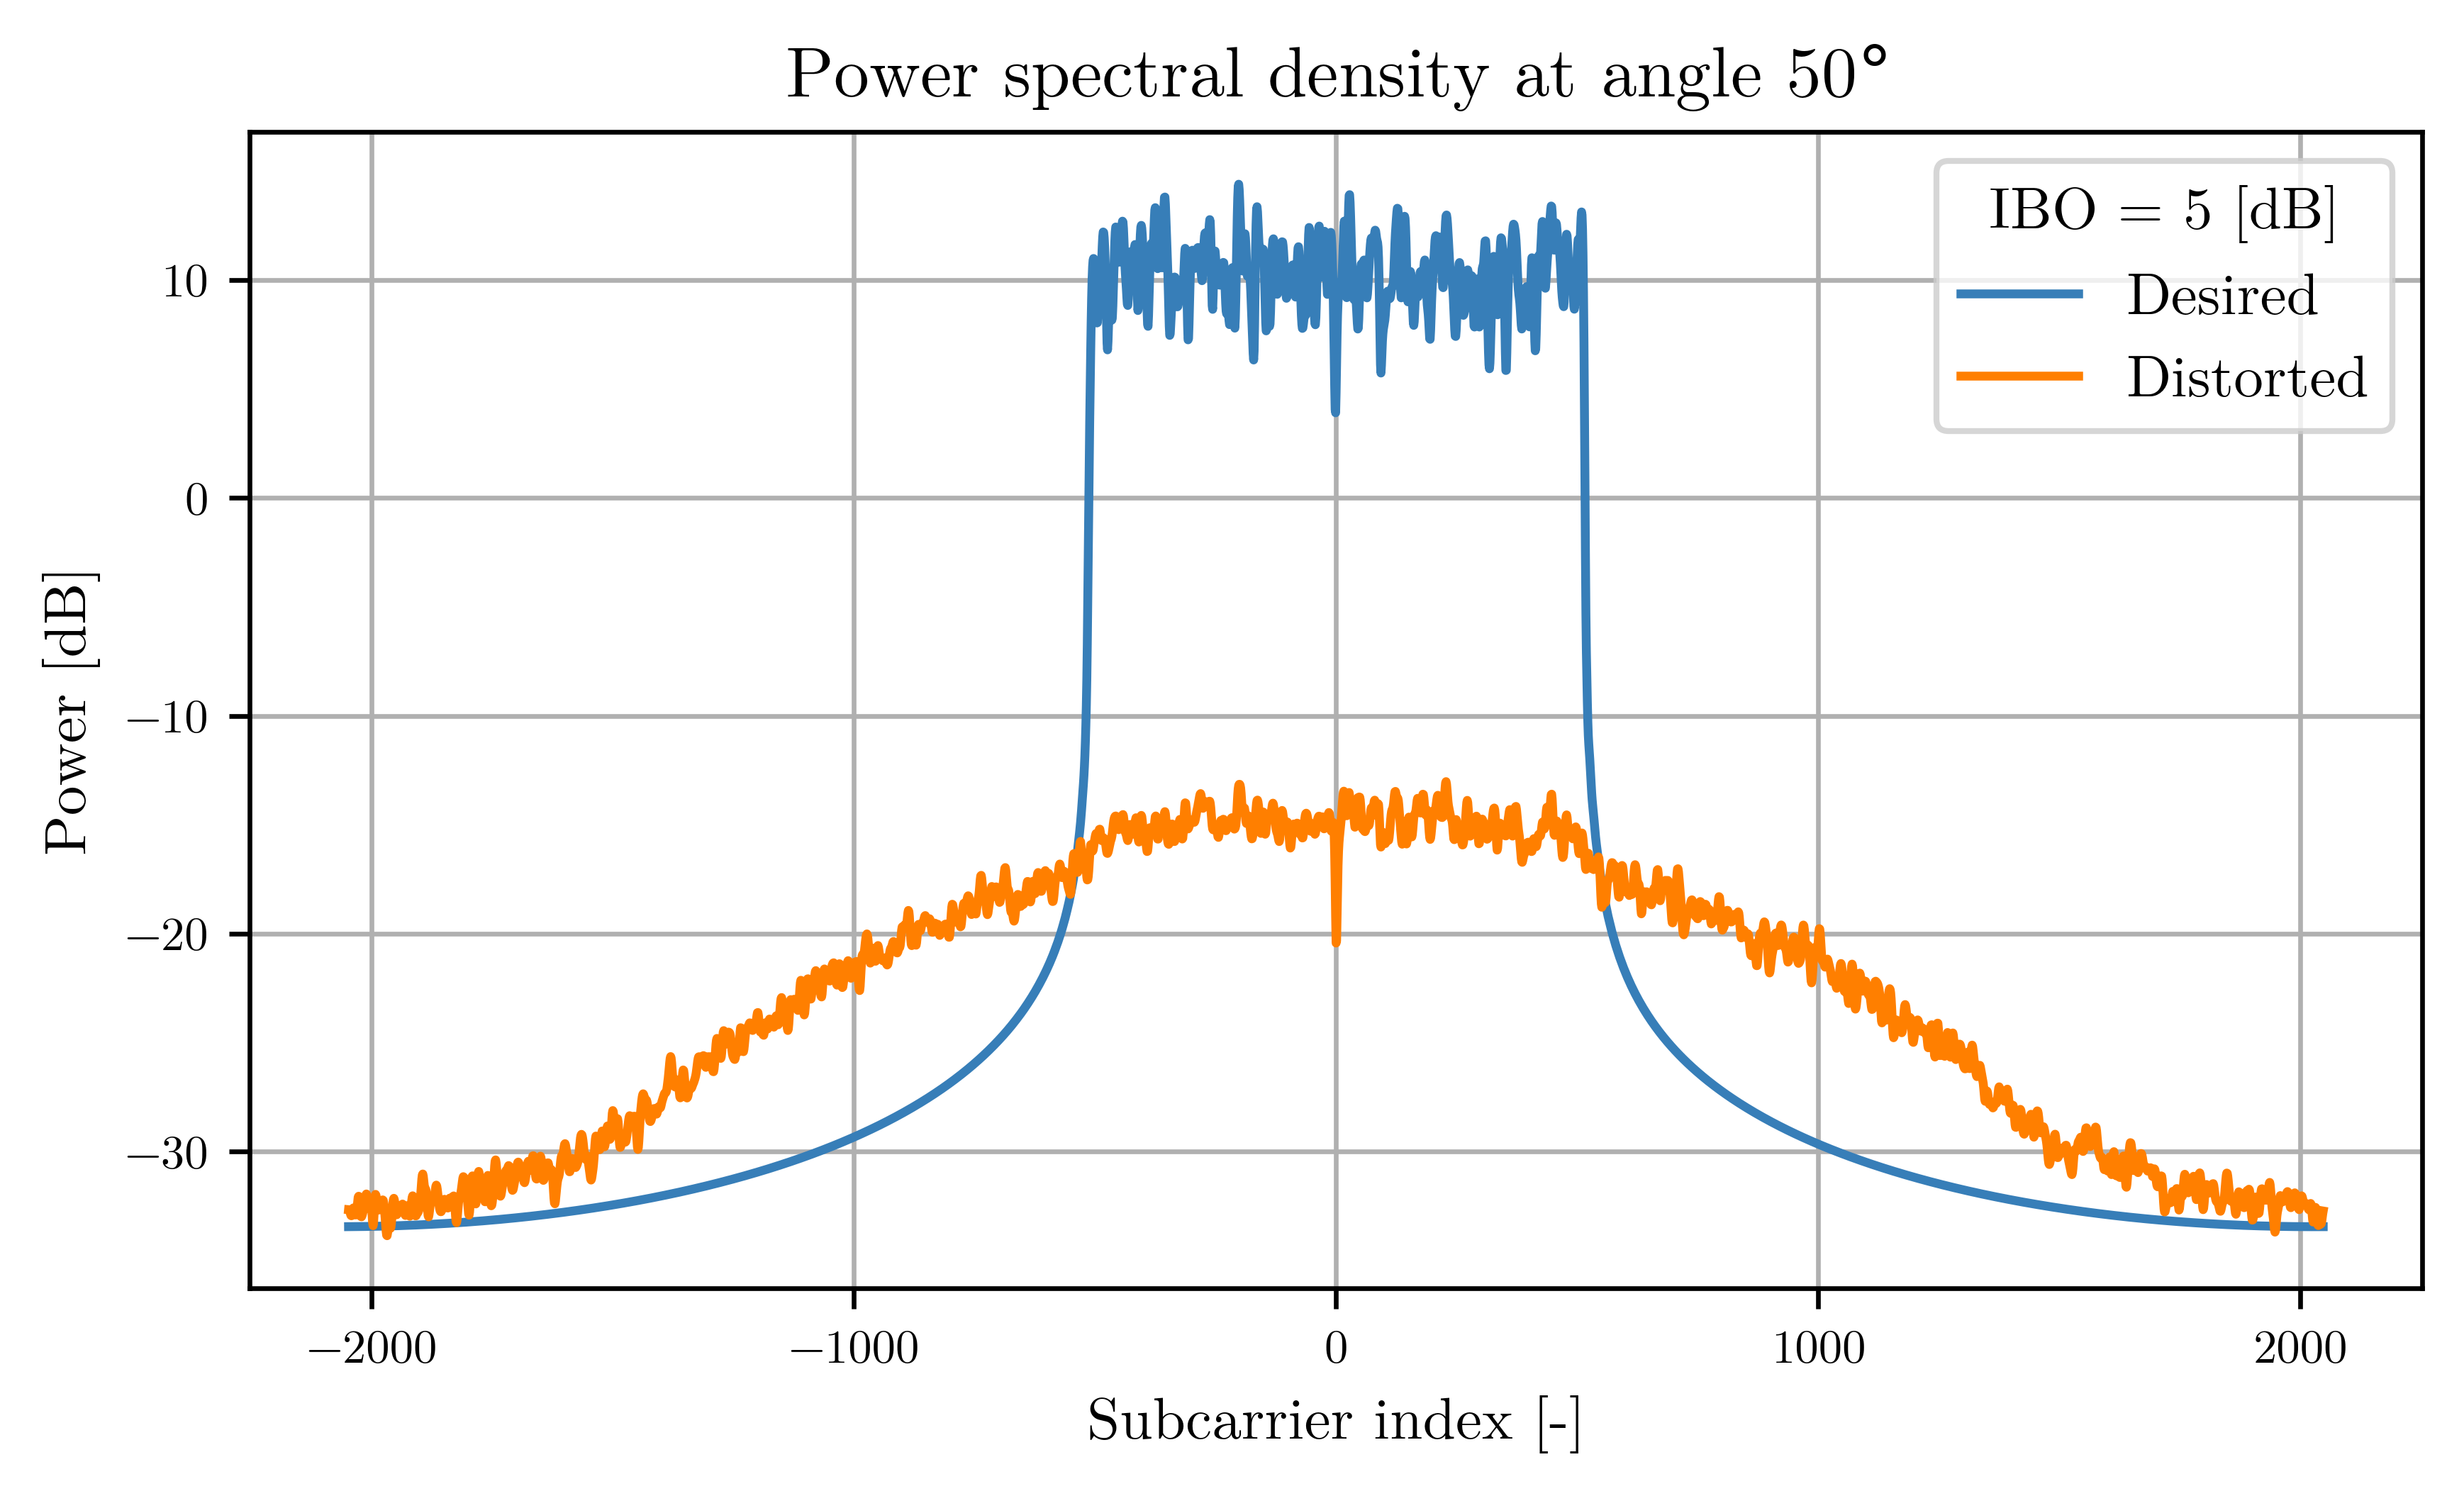 Power spectral density at angle 50°
IBO = 5 [dB]
Desired
Distorted
Power [dB]
10
0
−10
−20
−30
−2000
−1000
0
1000
2000
Subcarrier index [-]